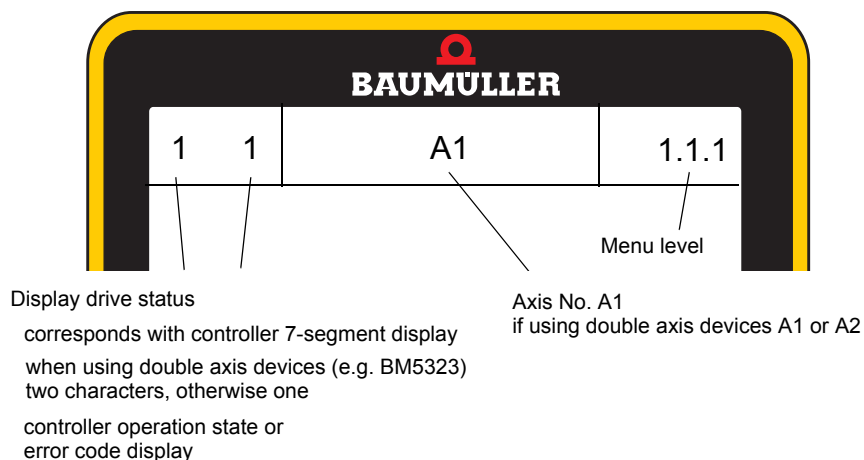 BAUMÜLLER
1 1 A1 1.1.1
Menu level
Display drive status
Axis No. A1
if using double axis devices A1 or A2
corresponds with controller 7-segment display
when using double axis devices (e.g. BM5323)
two characters, otherwise one
controller operation state or
error code display